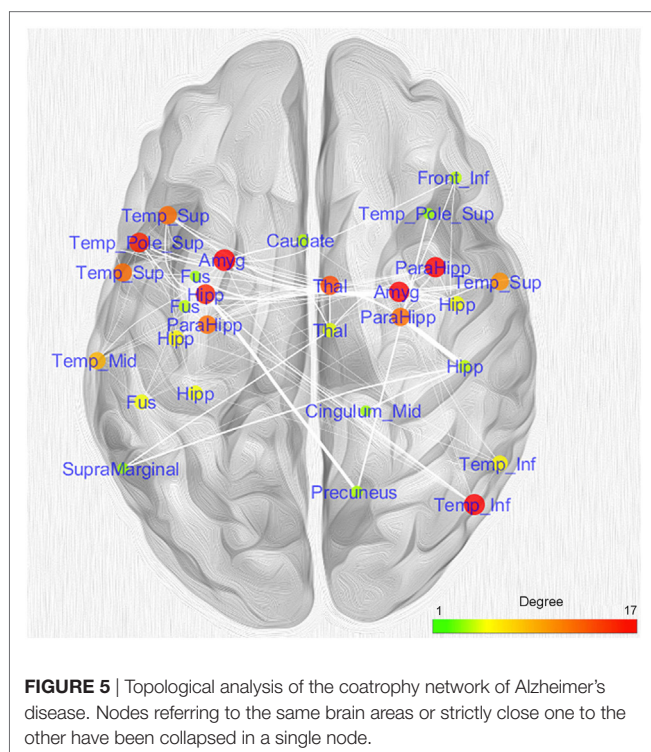 Front_Inf
Temp_Sup
Temp_Pole_Sup
Temp_Pole_Sup
Caudate
Amyg
ParaHipp
Temp_Sup
Fus
Thal
Temp_Sup
Hipp
Amyg
Fus
Hipp
ParaHipp
ParaHipp
Hipp
Thal
Temp_Mid
Hipp
Fus
Hipp
Cingulum_Mid
SupraMarginal
Temp_Inf
Precuneus
Temp_Inf
Degree
1
17
FIGURE 5 | Topological analysis of the coatrophy network of Alzheimer's
disease. Nodes referring to the same brain areas or strictly close one to the
other have been collapsed in a single node.